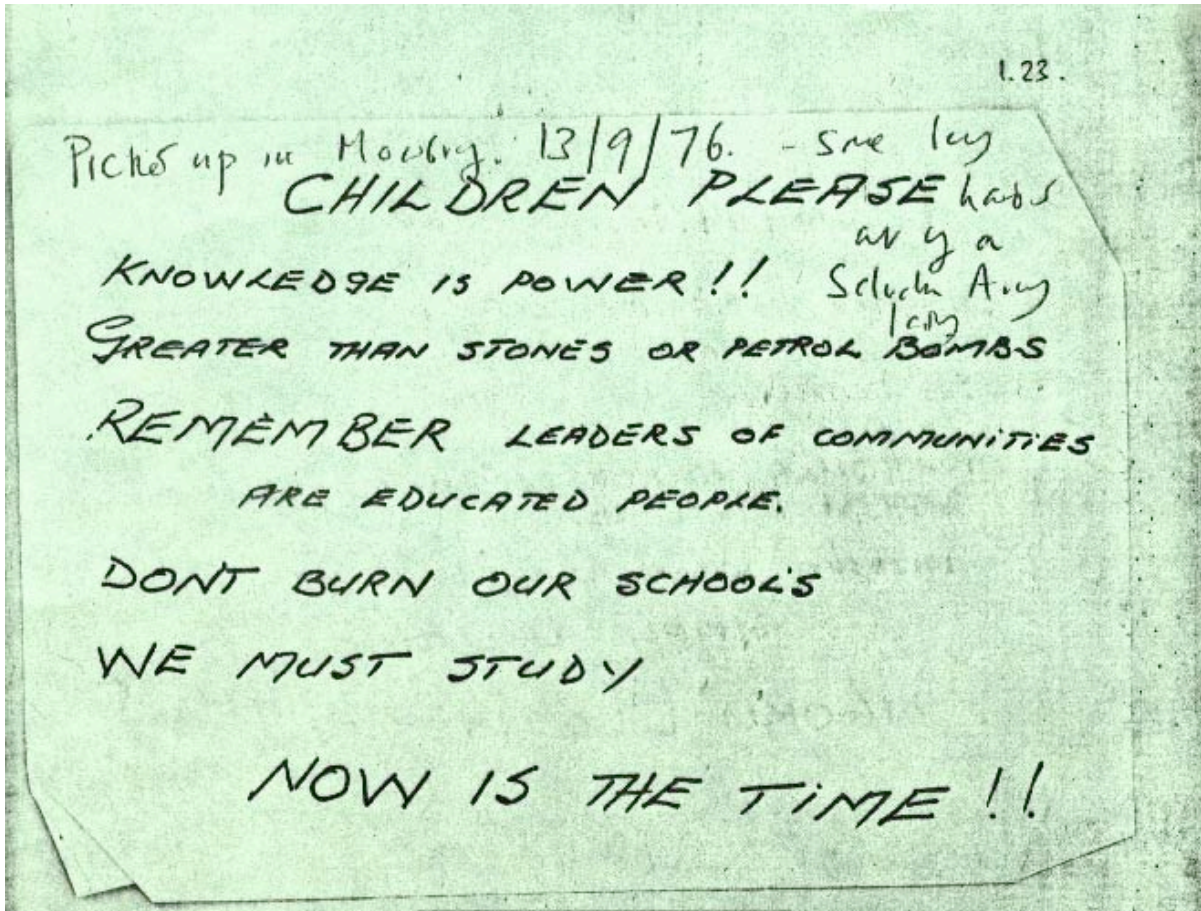 1.23.
Picked up in Mowbray. 13/9/76. - Some
CHILDREN PLEASE
a
KNOWLEDGE IS POWER!! Army
GREATER THAN STONES OR PETROL BOMBS
REMEMBER LEADERS OF COMMUNITIES
ARE EDUCATED PEOPLE.
DONT BURN OUR SCHOOL'S
WE MUST STUDY
NOW IS THE TIME!!